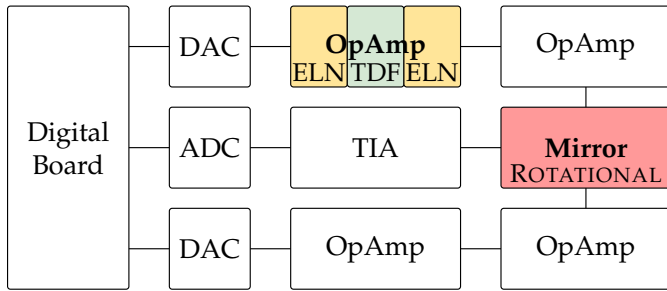 DAC
OpAmp
ELN TDF ELN
OpAmp
Digital
Board
ADC
TIA
Mirror
ROTATIONAL
DAC
OpAmp
OpAmp